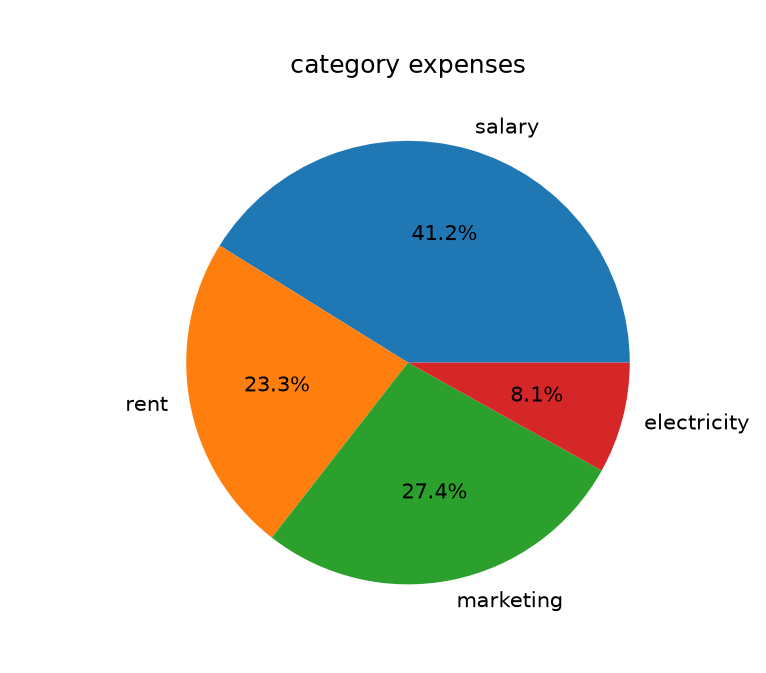 category expenses
salary
41.2%
23.3%
rent
8.1%
electricity
27.4%
marketing